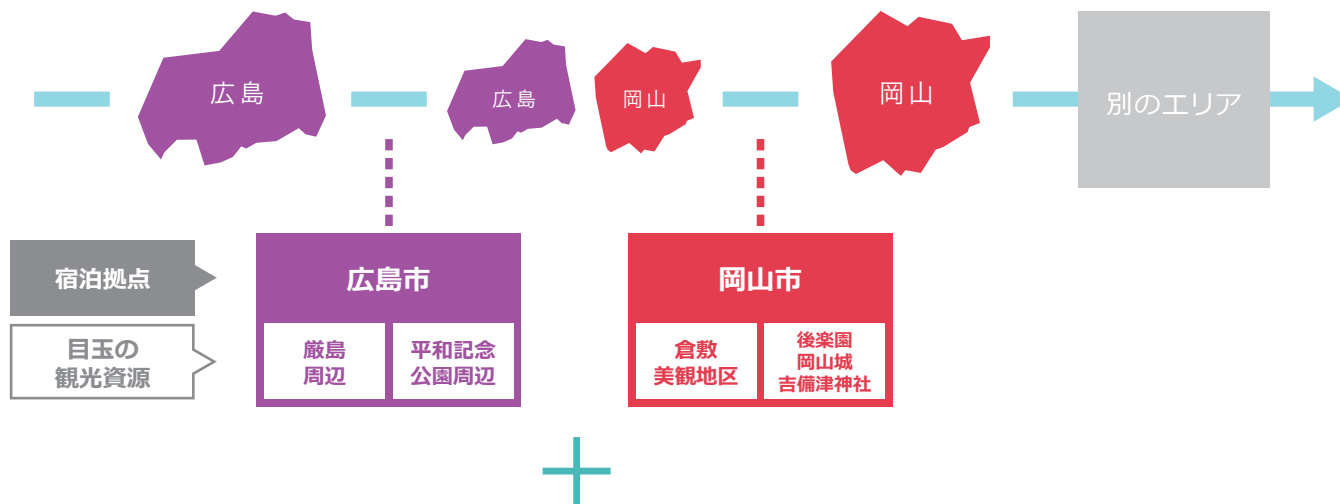 広島
広島
岡山
岡山
別のエリア
宿泊拠点
広島市
岡山市
目玉の
観光資源
厳島
周辺
平和記念
公園周辺
倉敷
美観地区
後楽園
岡山城
吉備津神社